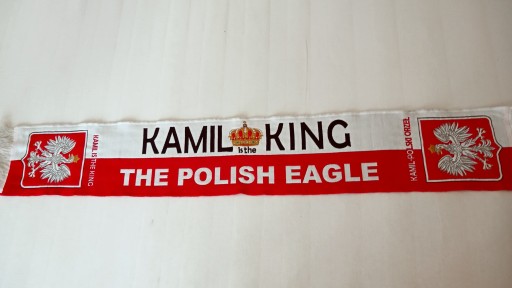 KAMIL is the KING
THE POLISH EAGLE
KAMIL IS THE KING
KAMIL-POLSKI ORZEŁ